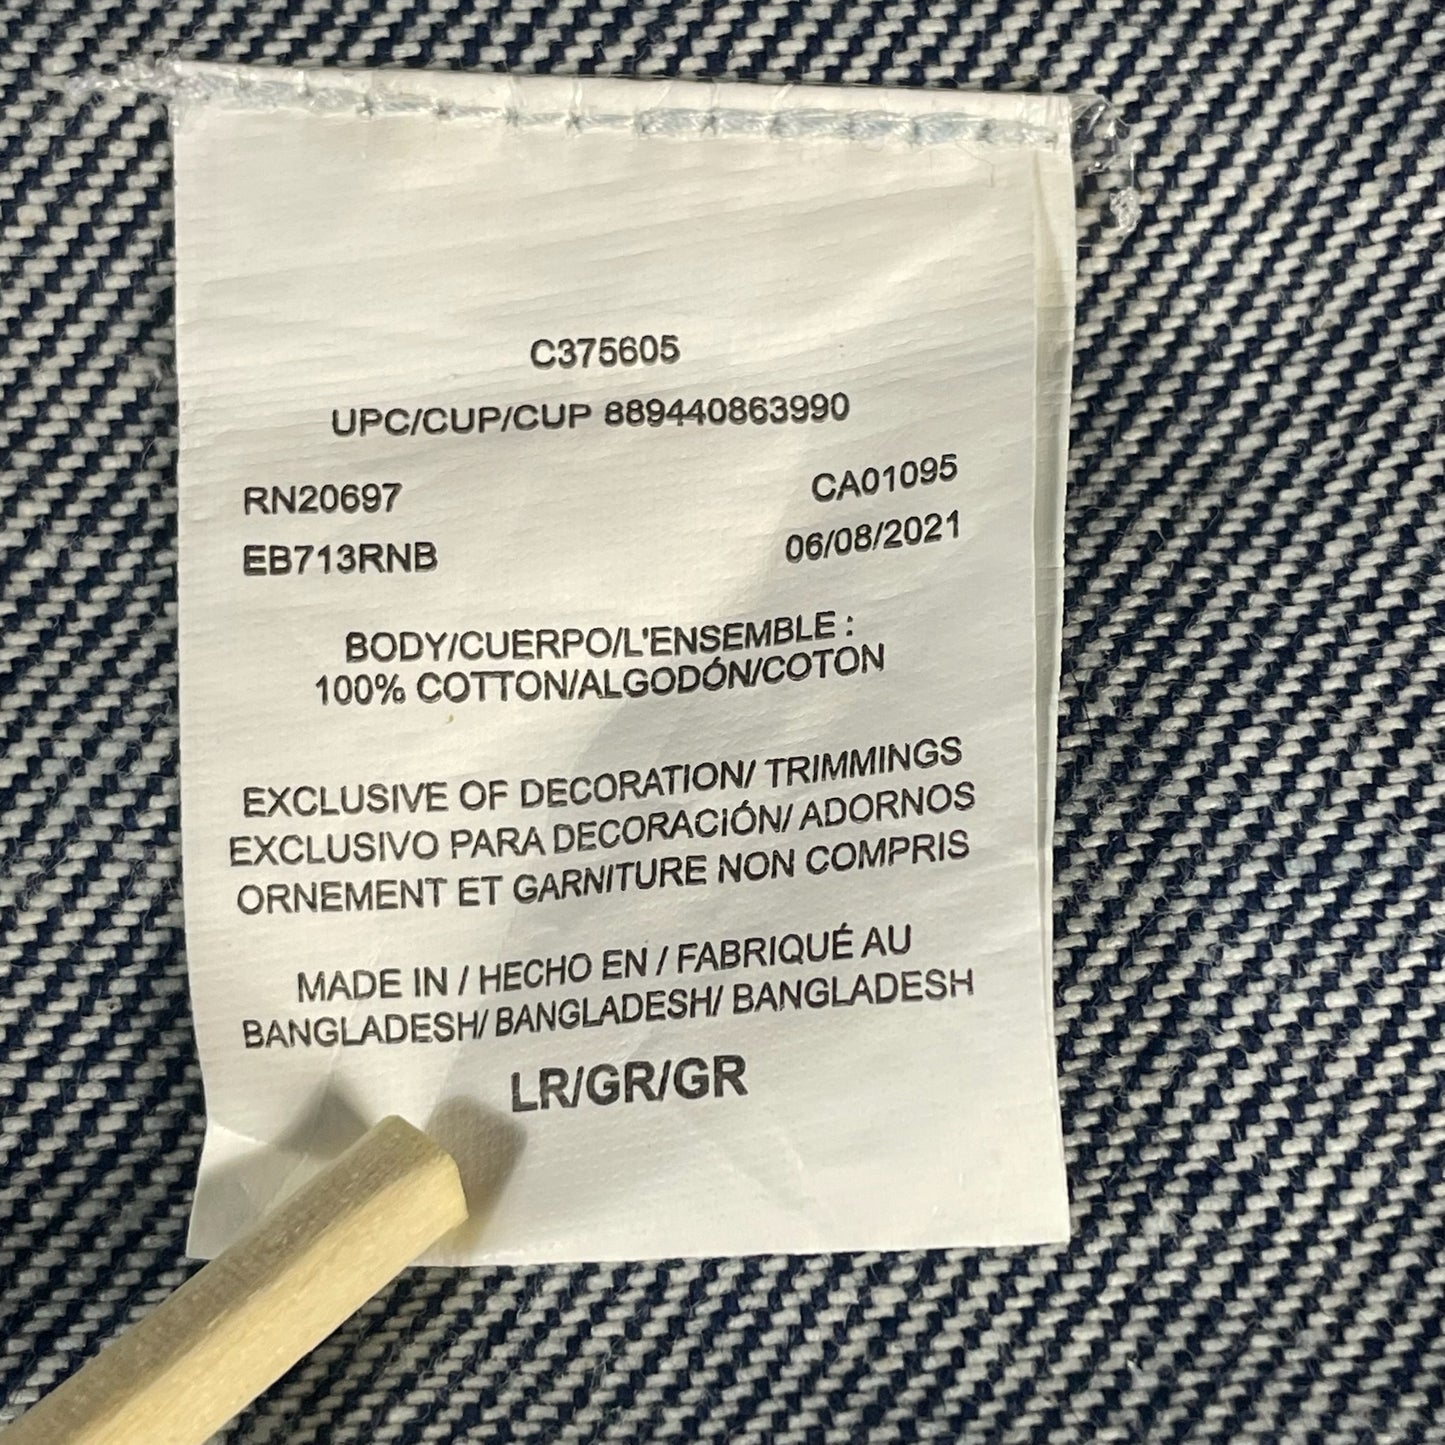 C375605
UPC/CUP/CUP 889440863990
RN20697 CA01095
EB713RNB 06/08/2021
BODY/CUERPO/L'ENSEMBLE :
100% COTTON/ALGODÓN/COTON
EXCLUSIVE OF DECORATION/ TRIMMINGS
EXCLUSIVO PARA DECORACIÓN/ ADORNOS
ORNEMENT ET GARNITURE NON COMPRIS
MADE IN / HECHO EN / FABRIQUÉ AU
BANGLADESH/ BANGLADESH/ BANGLADESH
LR/GR/GR